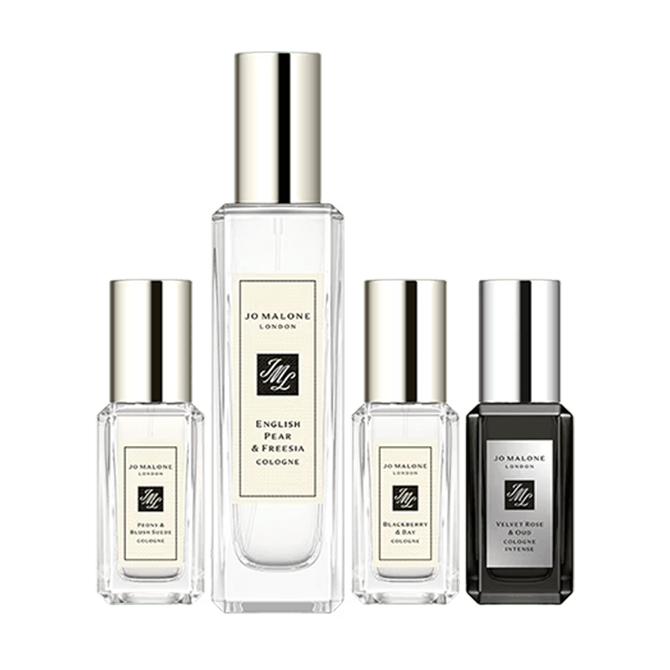 JO MALONE
LONDON
JML
PEONY &
BLUSH SUEDE
COLOGNE
JO MALONE
LONDON
JML
ENGLISH
PEAR
& FREESIA
COLOGNE
JO MALONE
LONDON
JML
BLACKBERRY
& BAY
COLOGNE
JO MALONE
LONDON
JML
VELVET ROSE
& OUD
COLOGNE
INTENSE